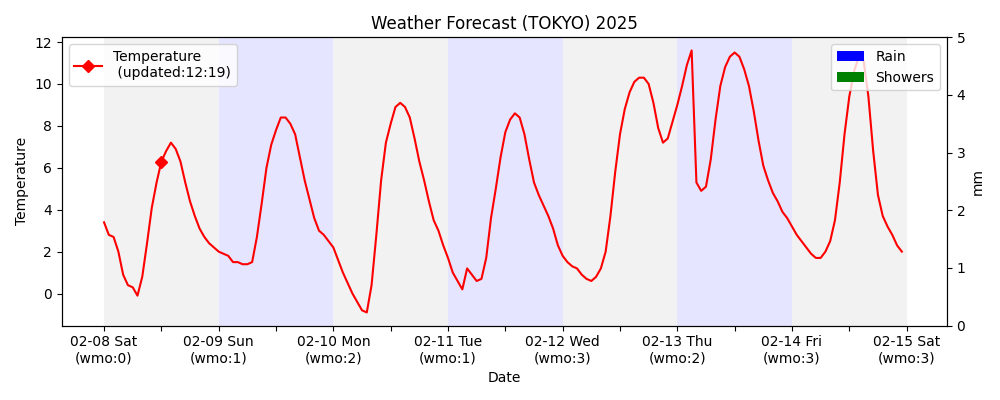 Weather Forecast (TOKYO) 2025
Temperature
(updated:12:19)
Rain
Showers
12
10
8
6
4
2
0
Temperature
5
4
3
2
1
0
mm
02-08 Sat
(wmo:0)
02-09 Sun
(wmo:1)
02-10 Mon
(wmo:2)
02-11 Tue
(wmo:1)
02-12 Wed
(wmo:3)
02-13 Thu
(wmo:2)
02-14 Fri
(wmo:3)
02-15 Sat
(wmo:3)
Date